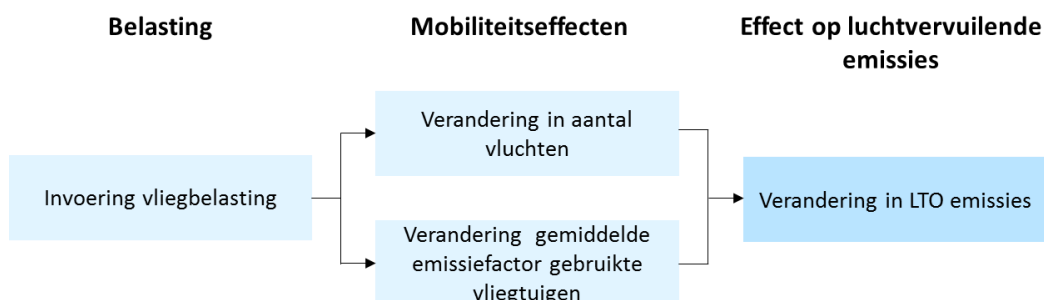 Belasting
Mobiliteitseffecten
Effect op luchtvervuilende
emissies
Verandering in aantal
vluchten
Invoering vliegbelasting
Verandering in LTO emissies
Verandering gemiddelde
emissiefactor gebruikte
vliegtuigen